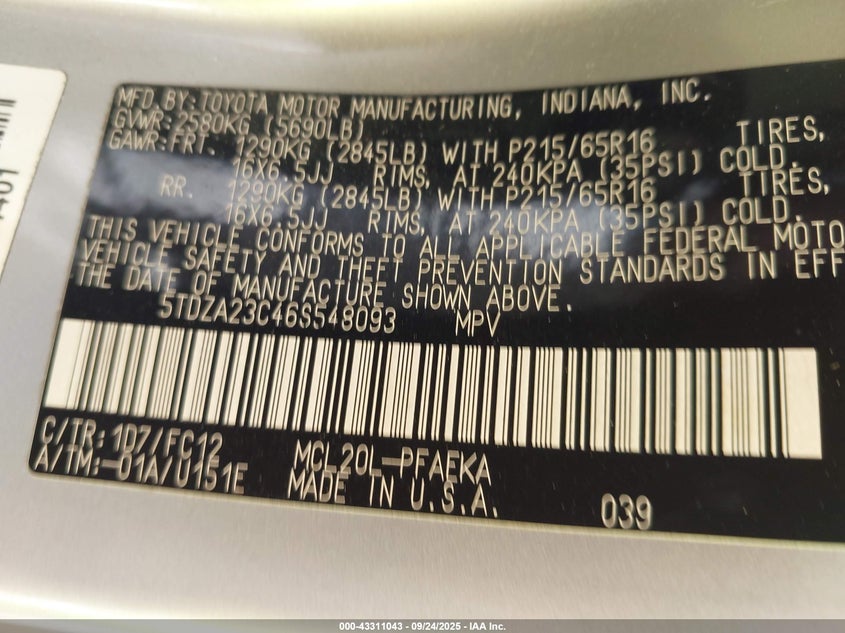 MFD.BY:TOYOTA MOTOR MANUFACTURING, INDIANA, INC.
GVWR:2580KG (5690LB)
GAWR:FRT. 1290KG (2845LB) WITH P215/65R16 TIRES,
16X6.5JJ RIMS, AT 240KPA (35PSI) COLD.
RR. 1290KG (2845LB) WITH P215/65R16 TIRES,
16X6.5JJ RIMS, AT 240KPA (35PSI) COLD.
THIS VEHICLE CONFORMS TO ALL APPLICABLE FEDERAL MOTO
VEHICLE SAFETY AND THEFT PREVENTION STANDARDS IN EFF
THE DATE OF MANUFACTURE SHOWN ABOVE.
5TDZA23C46S548093 MPV
C/TR:1D7/FC12 MCL20L-PFAEKA
A/TM:-01A/U151E MADE IN U.S.A.
039
000-43311043 - 09/24/2025 - IAA Inc.